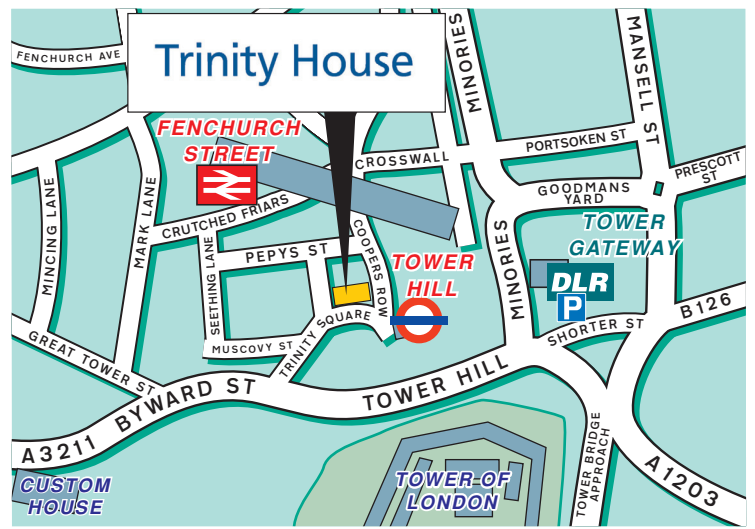 FENCHURCH AVE
Trinity House
MINORIES
MANSELL ST
FENCHURCH
STREET
CROSSWALL
PORTSOKEN ST
PRESCOTT
ST
GOODMANS
YARD
MINCING LANE
MARK LANE
CRUTCHED FRIARS
SEETHING LANE
PEPYS ST
COOPERS ROW
TOWER
HILL
MINORIES
TOWER
GATEWAY
DLR
P
B126
SHORTER ST
TRINITY SQUARE
MUSCOVY ST
GREAT TOWER ST
BYWARD ST
TOWER HILL
A3211
TOWER BRIDGE
APPROACH
A1203
CUSTOM
HOUSE
TOWER OF
LONDON